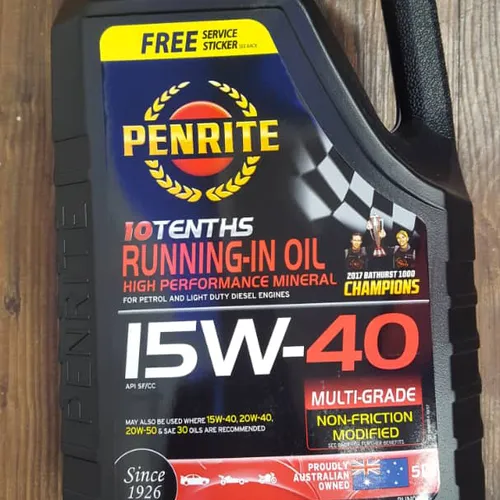 FREE SERVICE
STICKER SEE BACK
PENRITE
PENRITE
10TENTHS
RUNNING-IN OIL
HIGH PERFORMANCE MINERAL
FOR PETROL AND LIGHT DUTY DIESEL ENGINES
2017 BATHURST 1000
CHAMPIONS
15W-40
API SF/CC
MULTI-GRADE
NON-FRICTION
MODIFIED
MAY ALSO BE USED WHERE 15W-40, 20W-40,
20W-50 & SAE 30 OILS ARE RECOMMENDED
Since
1926
PROUDLY
AUSTRALIAN
OWNED